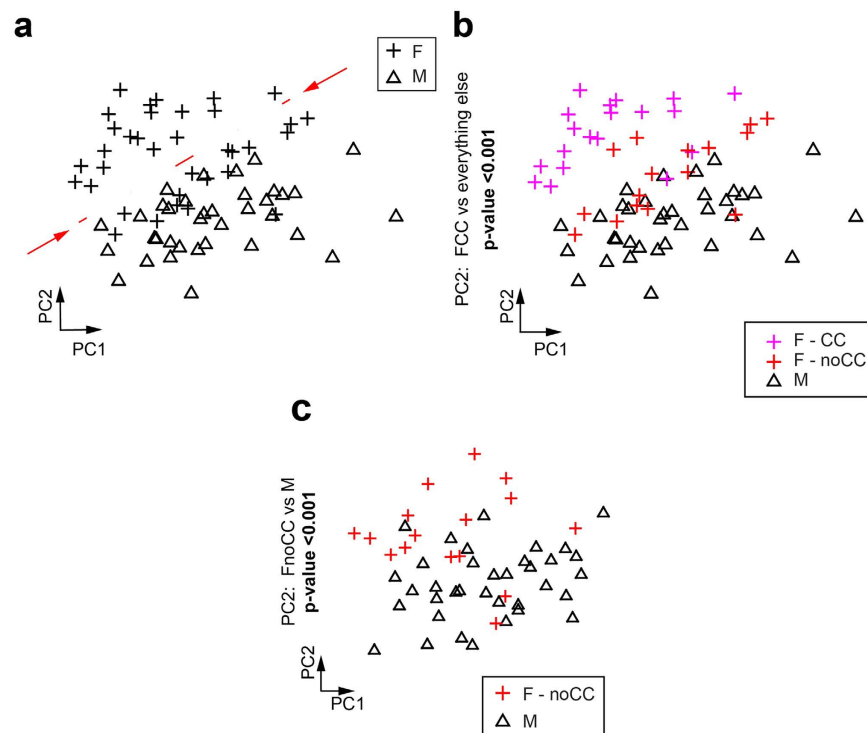 a
F
M
PC2
PC1
b
PC2: FCC vs everything else
p-value <0.001
PC2
PC1
F - CC
F - noCC
M
c
PC2: FnoCC vs M
p-value <0.001
PC2
PC1
F - noCC
M